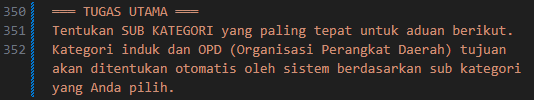 350 === TUGAS UTAMA ===
351 Tentukan SUB KATEGORI yang paling tepat untuk aduan berikut.
352 Kategori induk dan OPD (Organisasi Perangkat Daerah) tujuan
akan ditentukan otomatis oleh sistem berdasarkan sub kategori
yang Anda pilih.